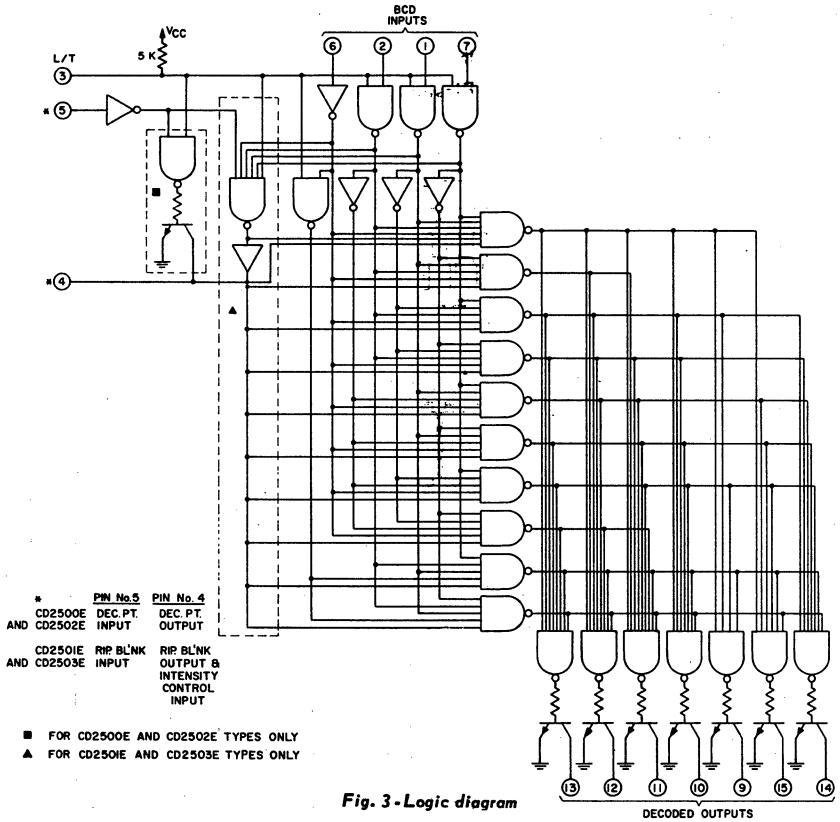 BCD
INPUTS
VCC
5 K
L/T
3
6
2
1
7
* 5
■
* 4
▲
* PIN No.5 PIN No. 4
CD2500E DEC. PT. DEC. PT.
AND CD2502E INPUT OUTPUT
CD2501E RIP. BL'NK RIP. BL'NK
AND CD2503E INPUT OUTPUT &
INTENSITY
CONTROL
INPUT
■ FOR CD2500E AND CD2502E TYPES ONLY
▲ FOR CD2501E AND CD2503E TYPES ONLY
13
12
11
10
9
15
14
Fig. 3 - Logic diagram
DECODED OUTPUTS